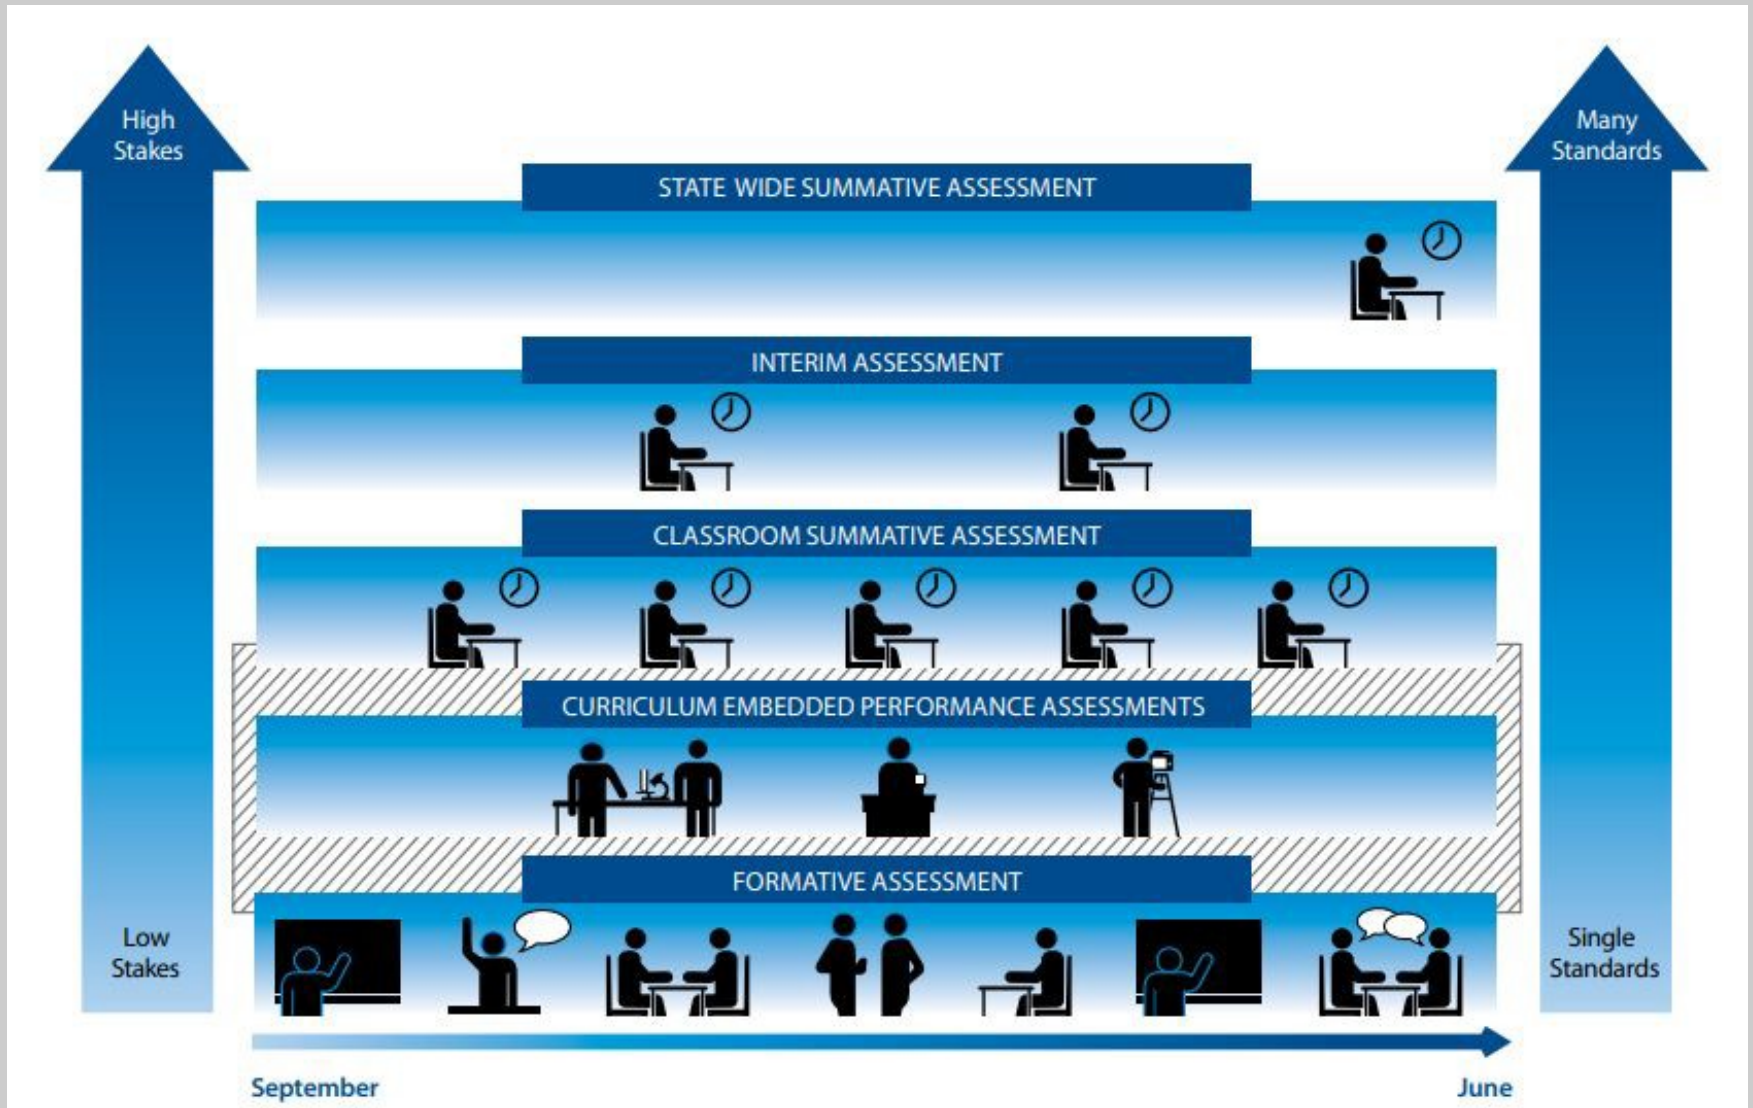 High
Stakes
Many
Standards
STATE WIDE SUMMATIVE ASSESSMENT
INTERIM ASSESSMENT
CLASSROOM SUMMATIVE ASSESSMENT
CURRICULUM EMBEDDED PERFORMANCE ASSESSMENTS
FORMATIVE ASSESSMENT
Low
Stakes
Single
Standards
September
June